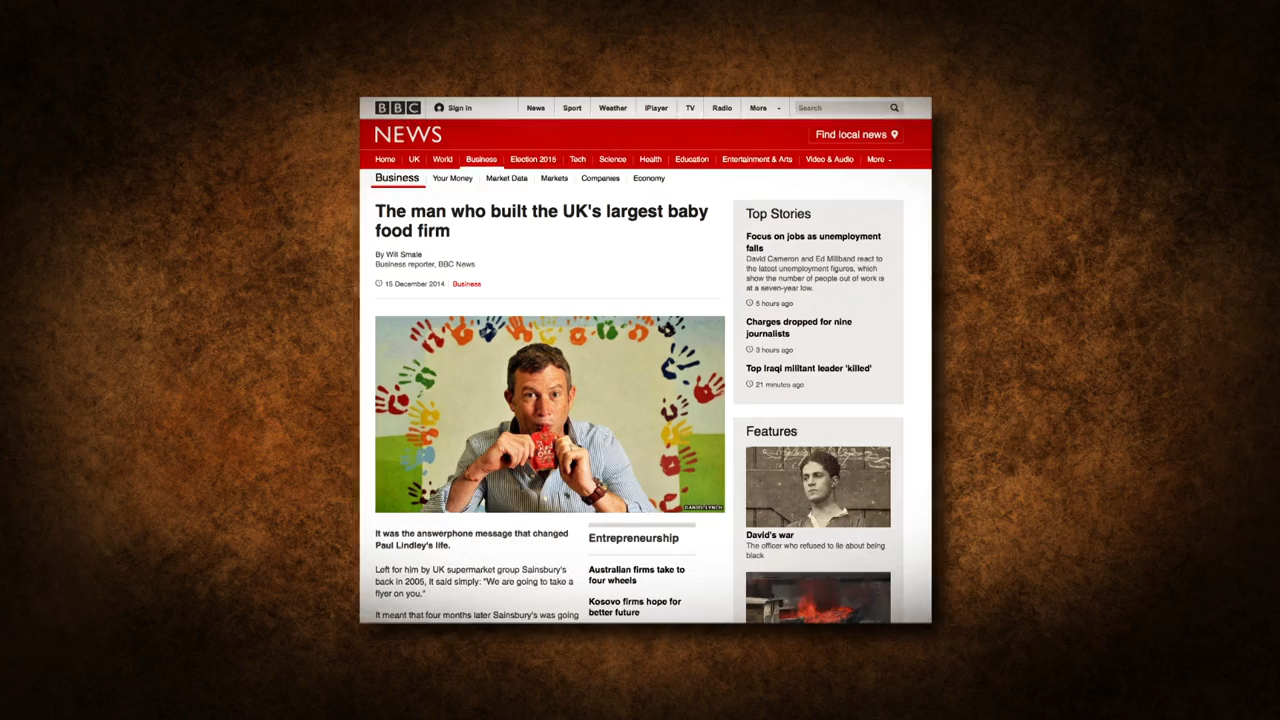 BBC Sign In News Sport Weather iPlayer TV Radio More Search
NEWS Find local news
Home UK World Business Election 2015 Tech Science Health Education Entertainment & Arts Video & Audio More
Business Your Money Market Data Markets Companies Economy
The man who built the UK's largest baby
food firm
By Will Smale
Business reporter, BBC News
15 December 2014 Business
DANIEL LYNCH
It was the answerphone message that changed
Paul Lindley's life.
Left for him by UK supermarket group Sainsbury's
back in 2005, it said simply: "We are going to take a
flyer on you."
It meant that four months later Sainsbury's was going
Entrepreneurship
Australian firms take to
four wheels
Kosovo firms hope for
better future
Top Stories
Focus on jobs as unemployment
falls
David Cameron and Ed Miliband react to
the latest unemployment figures, which
show the number of people out of work is
at a seven-year low.
5 hours ago
Charges dropped for nine
journalists
3 hours ago
Top Iraqi militant leader 'killed'
21 minutes ago
Features
David's war
The officer who refused to lie about being
black